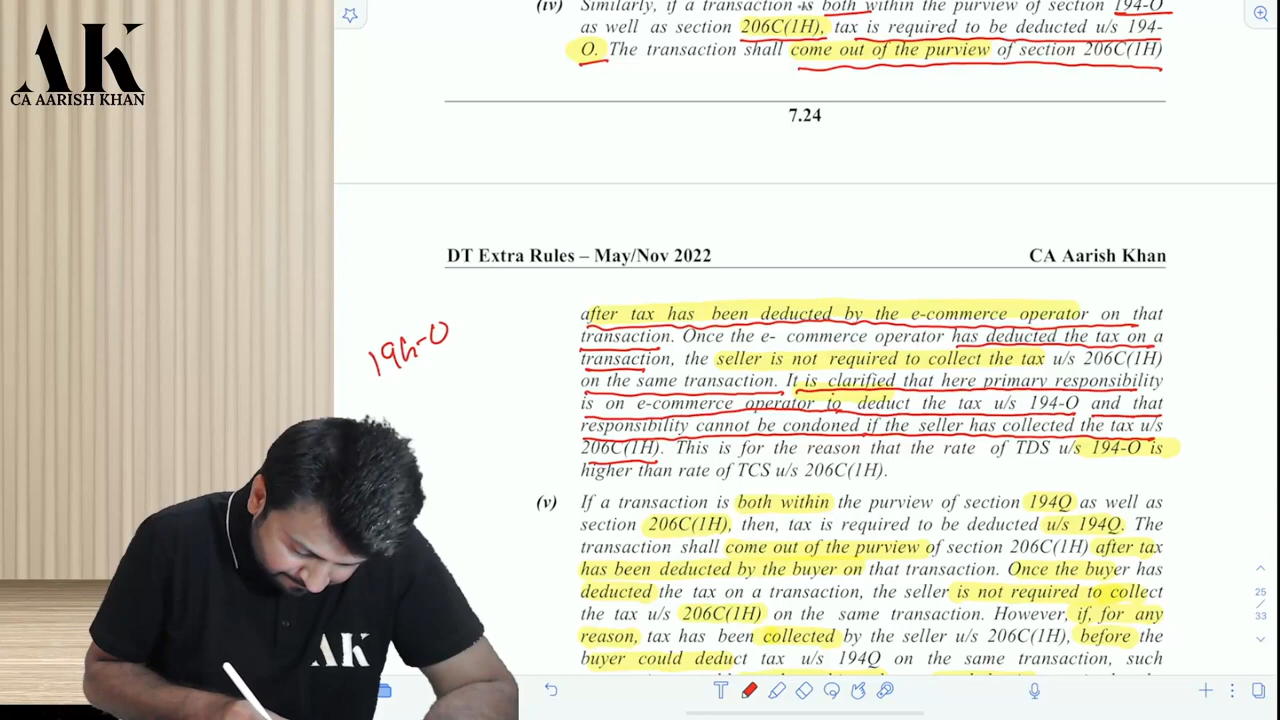 AK
CA AARISH KHAN
(iv) Similarly, if a transaction is both within the purview of section 194-O
as well as section 206C(1H), tax is required to be deducted u/s 194-
O. The transaction shall come out of the purview of section 206C(1H)
7.24
DT Extra Rules – May/Nov 2022 CA Aarish Khan
after tax has been deducted by the e-commerce operator on that
transaction. Once the e- commerce operator has deducted the tax on a
transaction, the seller is not required to collect the tax u/s 206C(1H)
on the same transaction. It is clarified that here primary responsibility
is on e-commerce operator to deduct the tax u/s 194-O and that
responsibility cannot be condoned if the seller has collected the tax u/s
206C(1H). This is for the reason that the rate of TDS u/s 194-O is
higher than rate of TCS u/s 206C(1H).
194-O
(v) If a transaction is both within the purview of section 194Q as well as
section 206C(1H), then, tax is required to be deducted u/s 194Q. The
transaction shall come out of the purview of section 206C(1H) after tax
has been deducted by the buyer on that transaction. Once the buyer has
deducted the tax on a transaction, the seller is not required to collect
the tax u/s 206C(1H) on the same transaction. However, if, for any
reason, tax has been collected by the seller u/s 206C(1H), before the
buyer could deduct tax u/s 194Q on the same transaction, such
AK
25
33
T